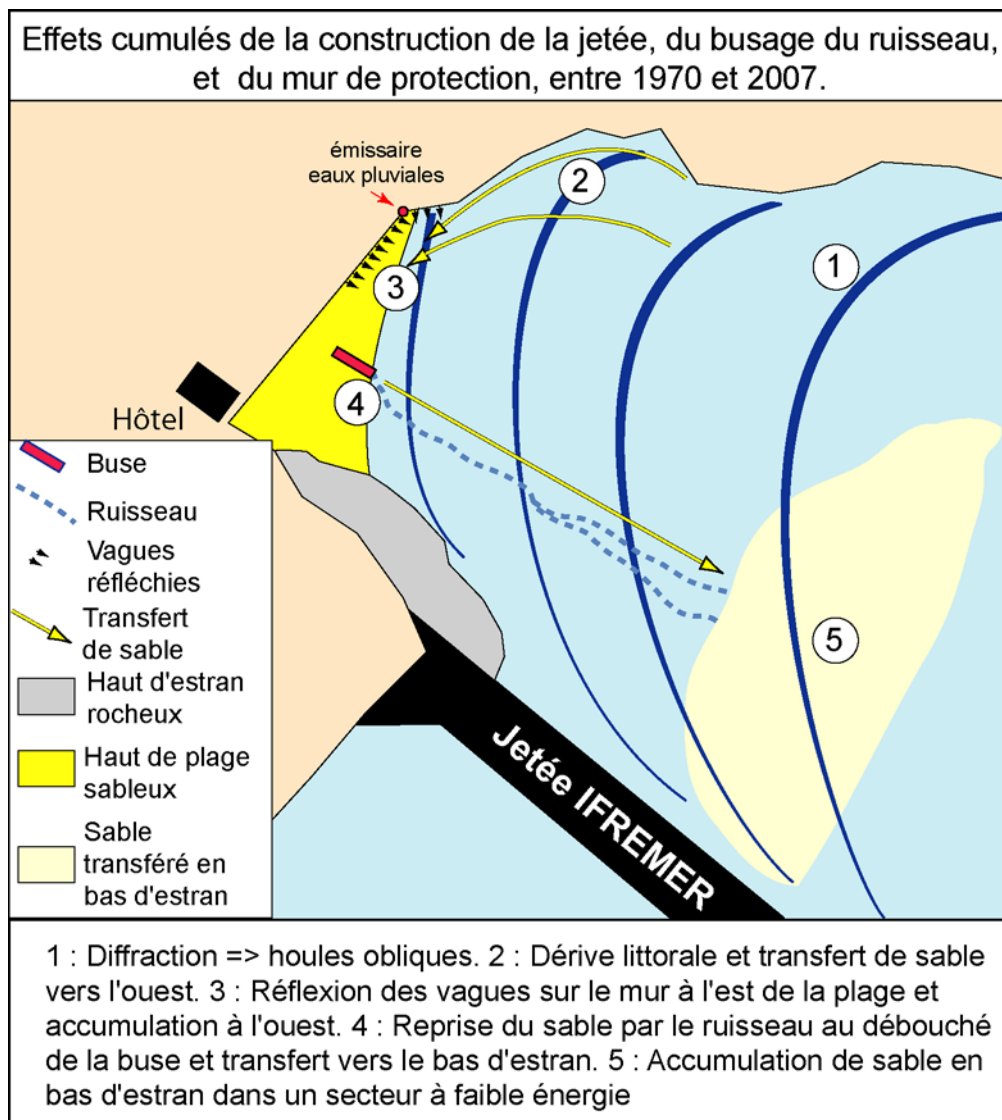 Effets cumulés de la construction de la jetée, du busage du ruisseau,
et du mur de protection, entre 1970 et 2007.
émissaire
eaux pluviales
2
1
3
4
Hôtel
5
Jetée IFREMER
Buse
Ruisseau
Vagues
réfléchies
Transfert
de sable
Haut d'estran
rocheux
Haut de plage
sableux
Sable
transféré en
bas d'estran
1 : Diffraction => houles obliques. 2 : Dérive littorale et transfert de sable
vers l'ouest. 3 : Réflexion des vagues sur le mur à l'est de la plage et
accumulation à l'ouest. 4 : Reprise du sable par le ruisseau au débouché
de la buse et transfert vers le bas d'estran. 5 : Accumulation de sable en
bas d'estran dans un secteur à faible énergie